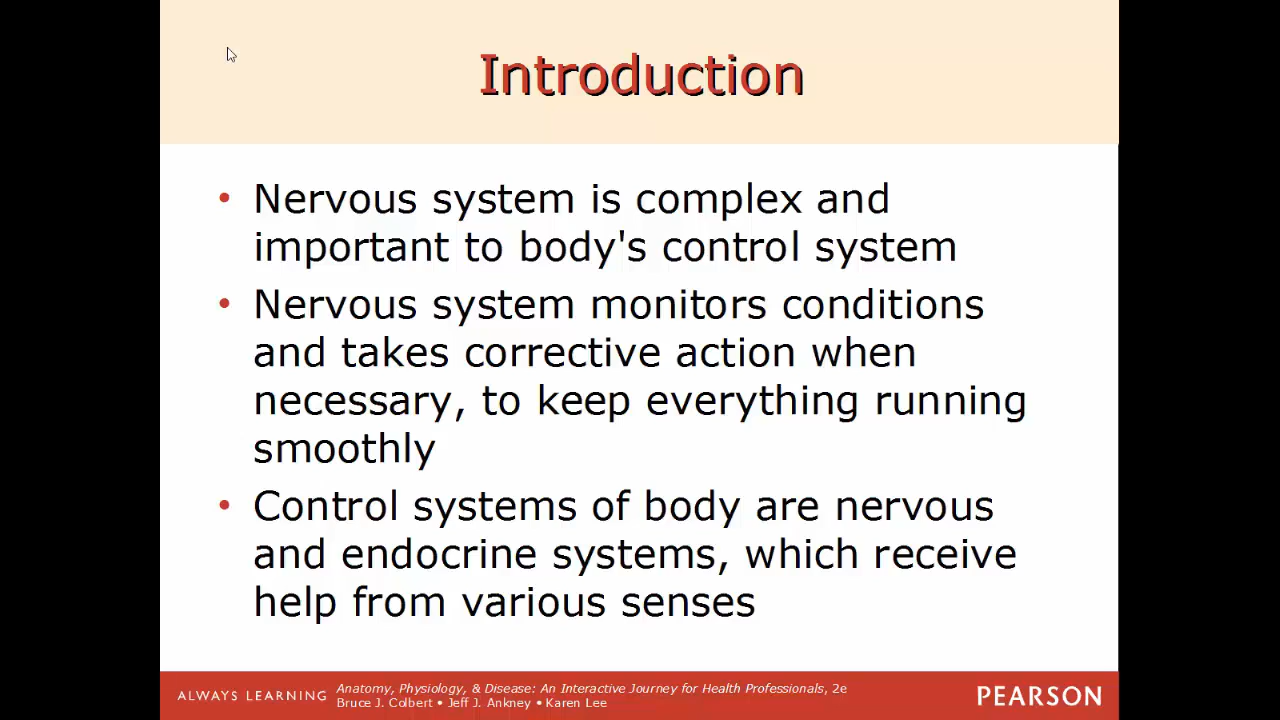 Introduction
• Nervous system is complex and
important to body's control system
• Nervous system monitors conditions
and takes corrective action when
necessary, to keep everything running
smoothly
• Control systems of body are nervous
and endocrine systems, which receive
help from various senses
ALWAYS LEARNING
Anatomy, Physiology, & Disease: An Interactive Journey for Health Professionals, 2e
Bruce J. Colbert • Jeff J. Ankney • Karen Lee
PEARSON